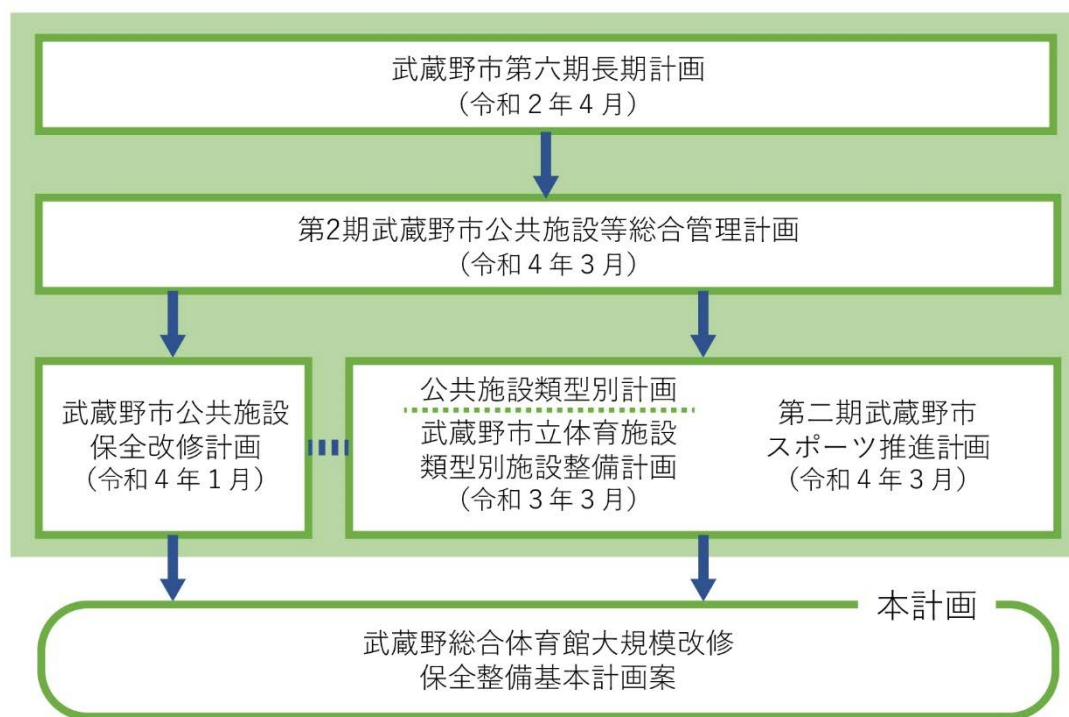 武蔵野市第六期長期計画
（令和２年４月）
第2期武蔵野市公共施設等総合管理計画
（令和４年３月）
武蔵野市公共施設
保全改修計画
（令和４年１月）
公共施設類型別計画
武蔵野市立体育施設
類型別施設整備計画
（令和３年３月）
第二期武蔵野市
スポーツ推進計画
（令和４年３月）
本計画
武蔵野総合体育館大規模改修
保全整備基本計画案